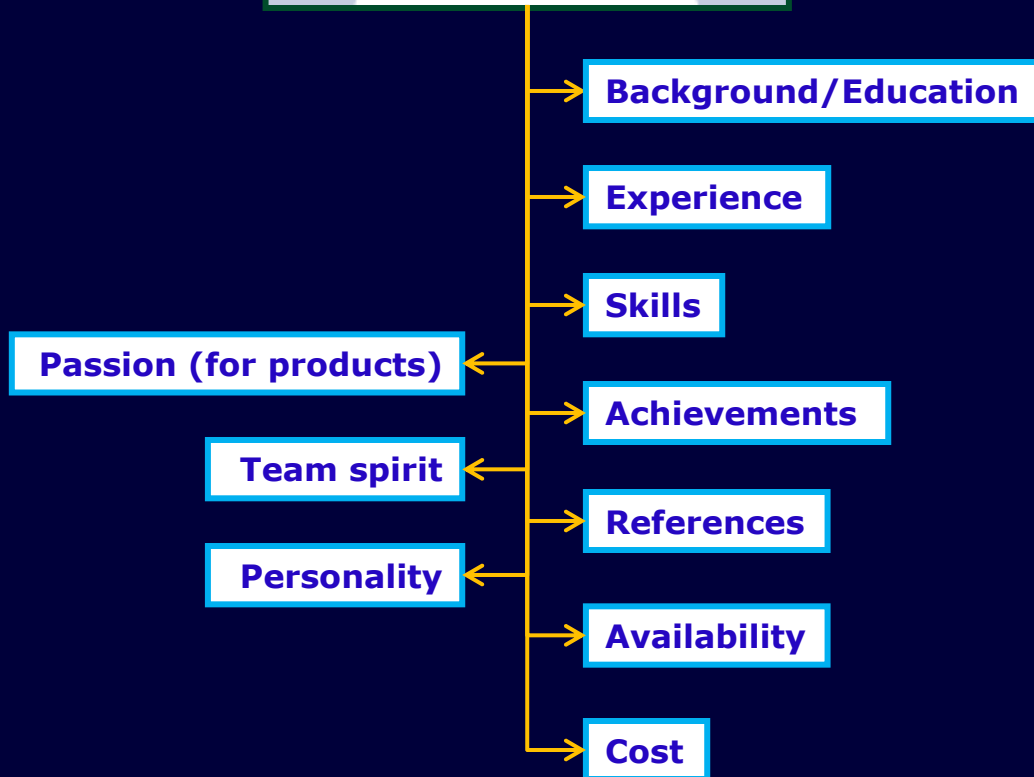 Background/Education
Experience
Skills
Passion (for products)
Achievements
Team spirit
References
Personality
Availability
Cost